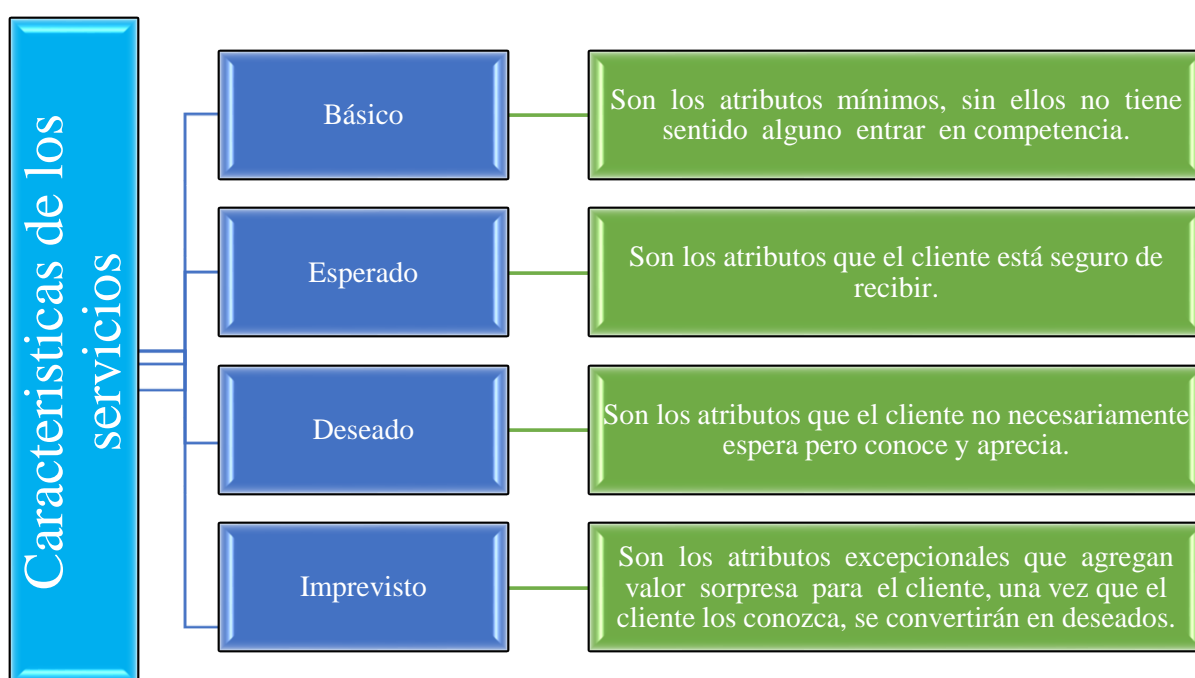 Caracteristicas de los
servicios
Básico
Son los atributos mínimos, sin ellos no tiene
sentido alguno entrar en competencia.
Esperado
Son los atributos que el cliente está seguro de
recibir.
Deseado
Son los atributos que el cliente no necesariamente
espera pero conoce y aprecia.
Imprevisto
Son los atributos excepcionales que agregan
valor sorpresa para el cliente, una vez que el
cliente los conozca, se convertirán en deseados.